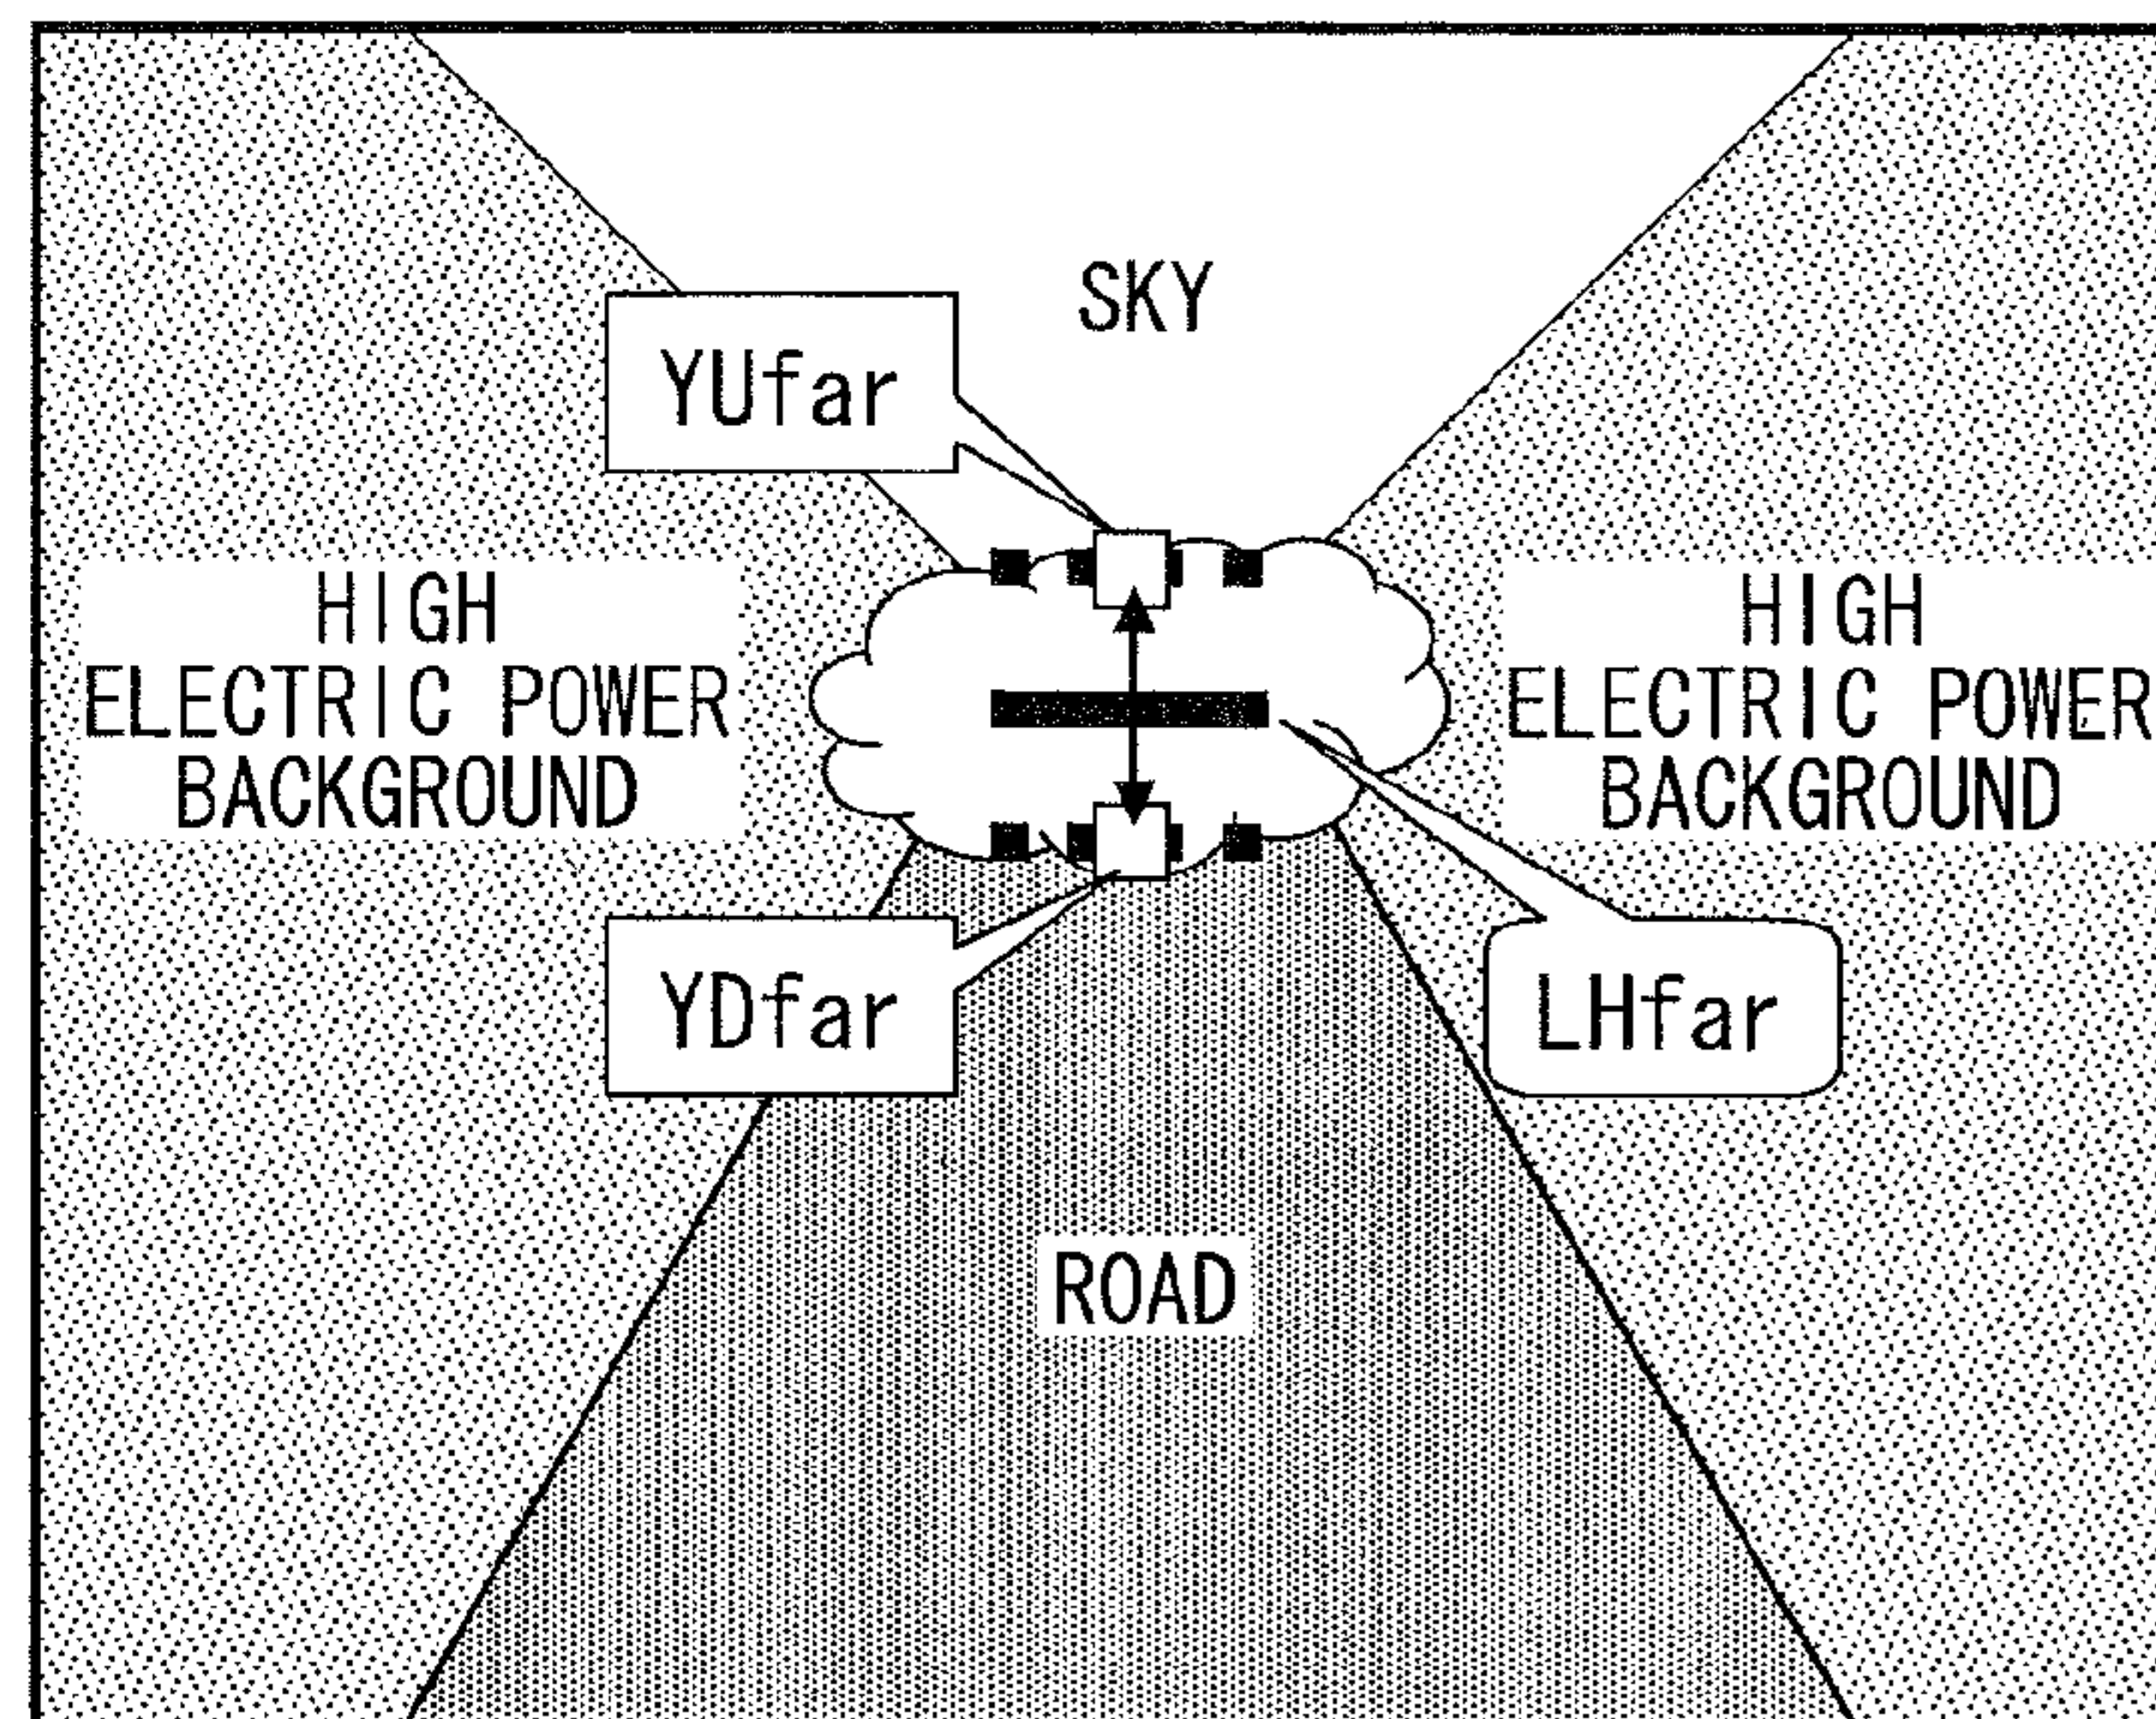 SKY
YUfar
HIGH
ELECTRIC POWER
BACKGROUND
HIGH
ELECTRIC POWER
BACKGROUND
YDfar
LHfar
ROAD